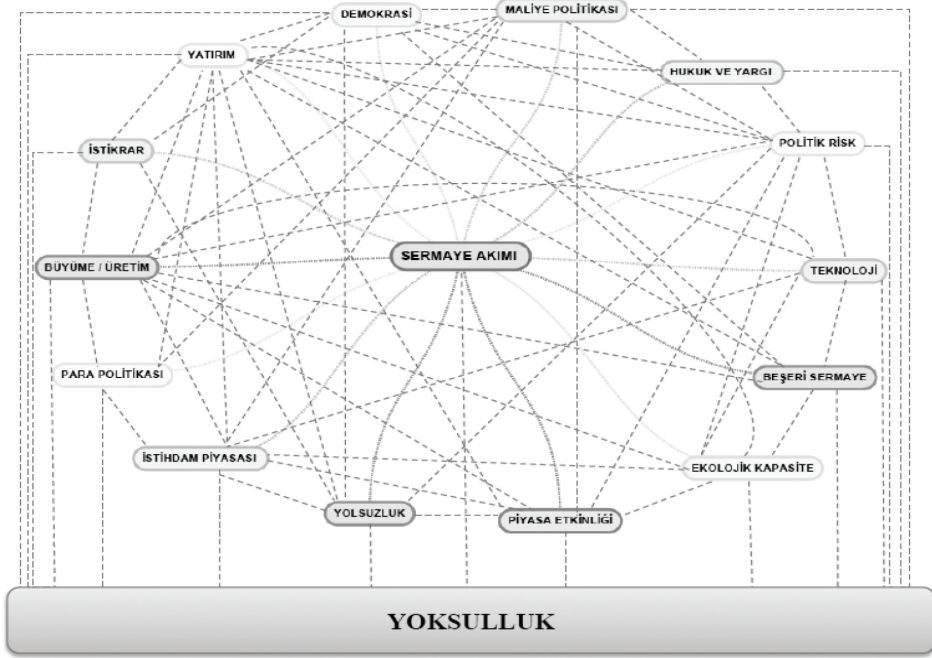 DEMOKRASİ
MALİYE POLİTİKASI
YATIRIM
HUKUK VE YARGI
İSTİKRAR
POLİTİK RİSK
SERMAYE AKIMI
BÜYÜME / ÜRETİM
TEKNOLOJİ
PARA POLİTİKASI
BEŞERİ SERMAYE
İSTİHDAM PİYASASI
EKOLOJİK KAPASİTE
YOLSUZLUK
PİYASA ETKİNLİĞİ
YOKSULLUK